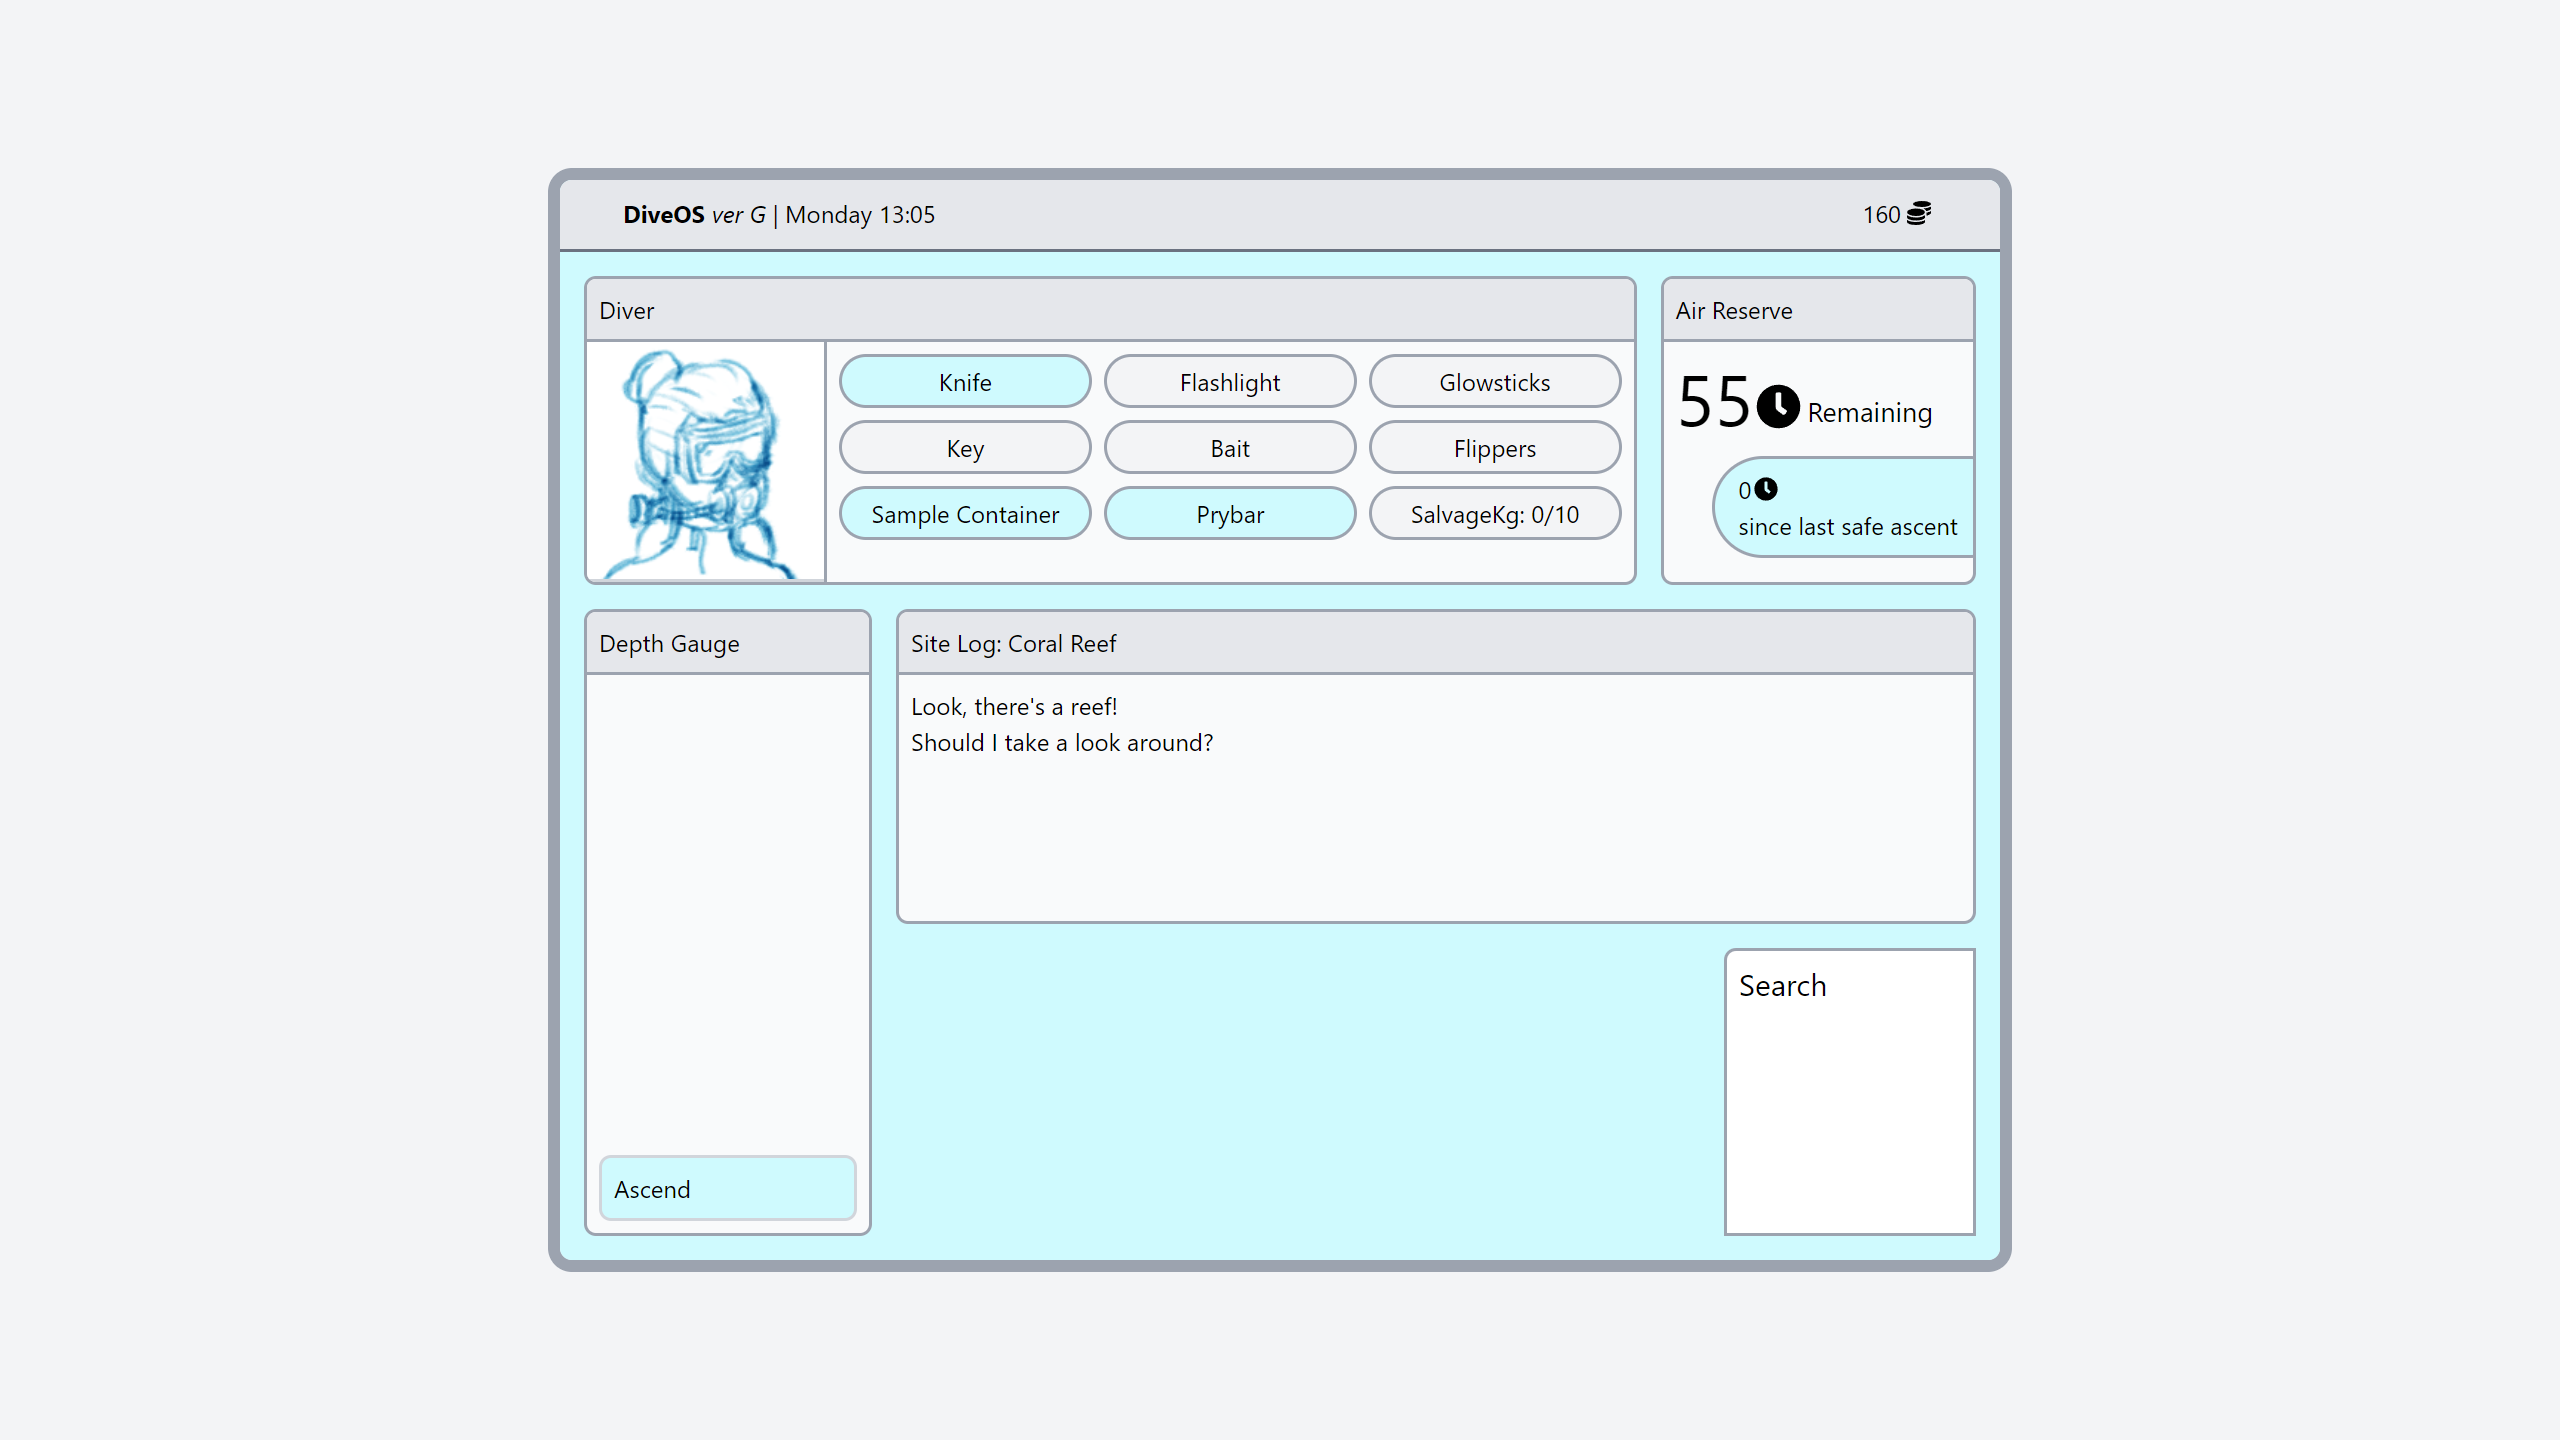 DiveOS ver G | Monday 13:05
160
Diver
Knife
Flashlight
Glowsticks
Key
Bait
Flippers
Sample Container
Prybar
SalvageKg: 0/10
Air Reserve
55 Remaining
0
since last safe ascent
Depth Gauge
Ascend
Site Log: Coral Reef
Look, there's a reef!
Should I take a look around?
Search